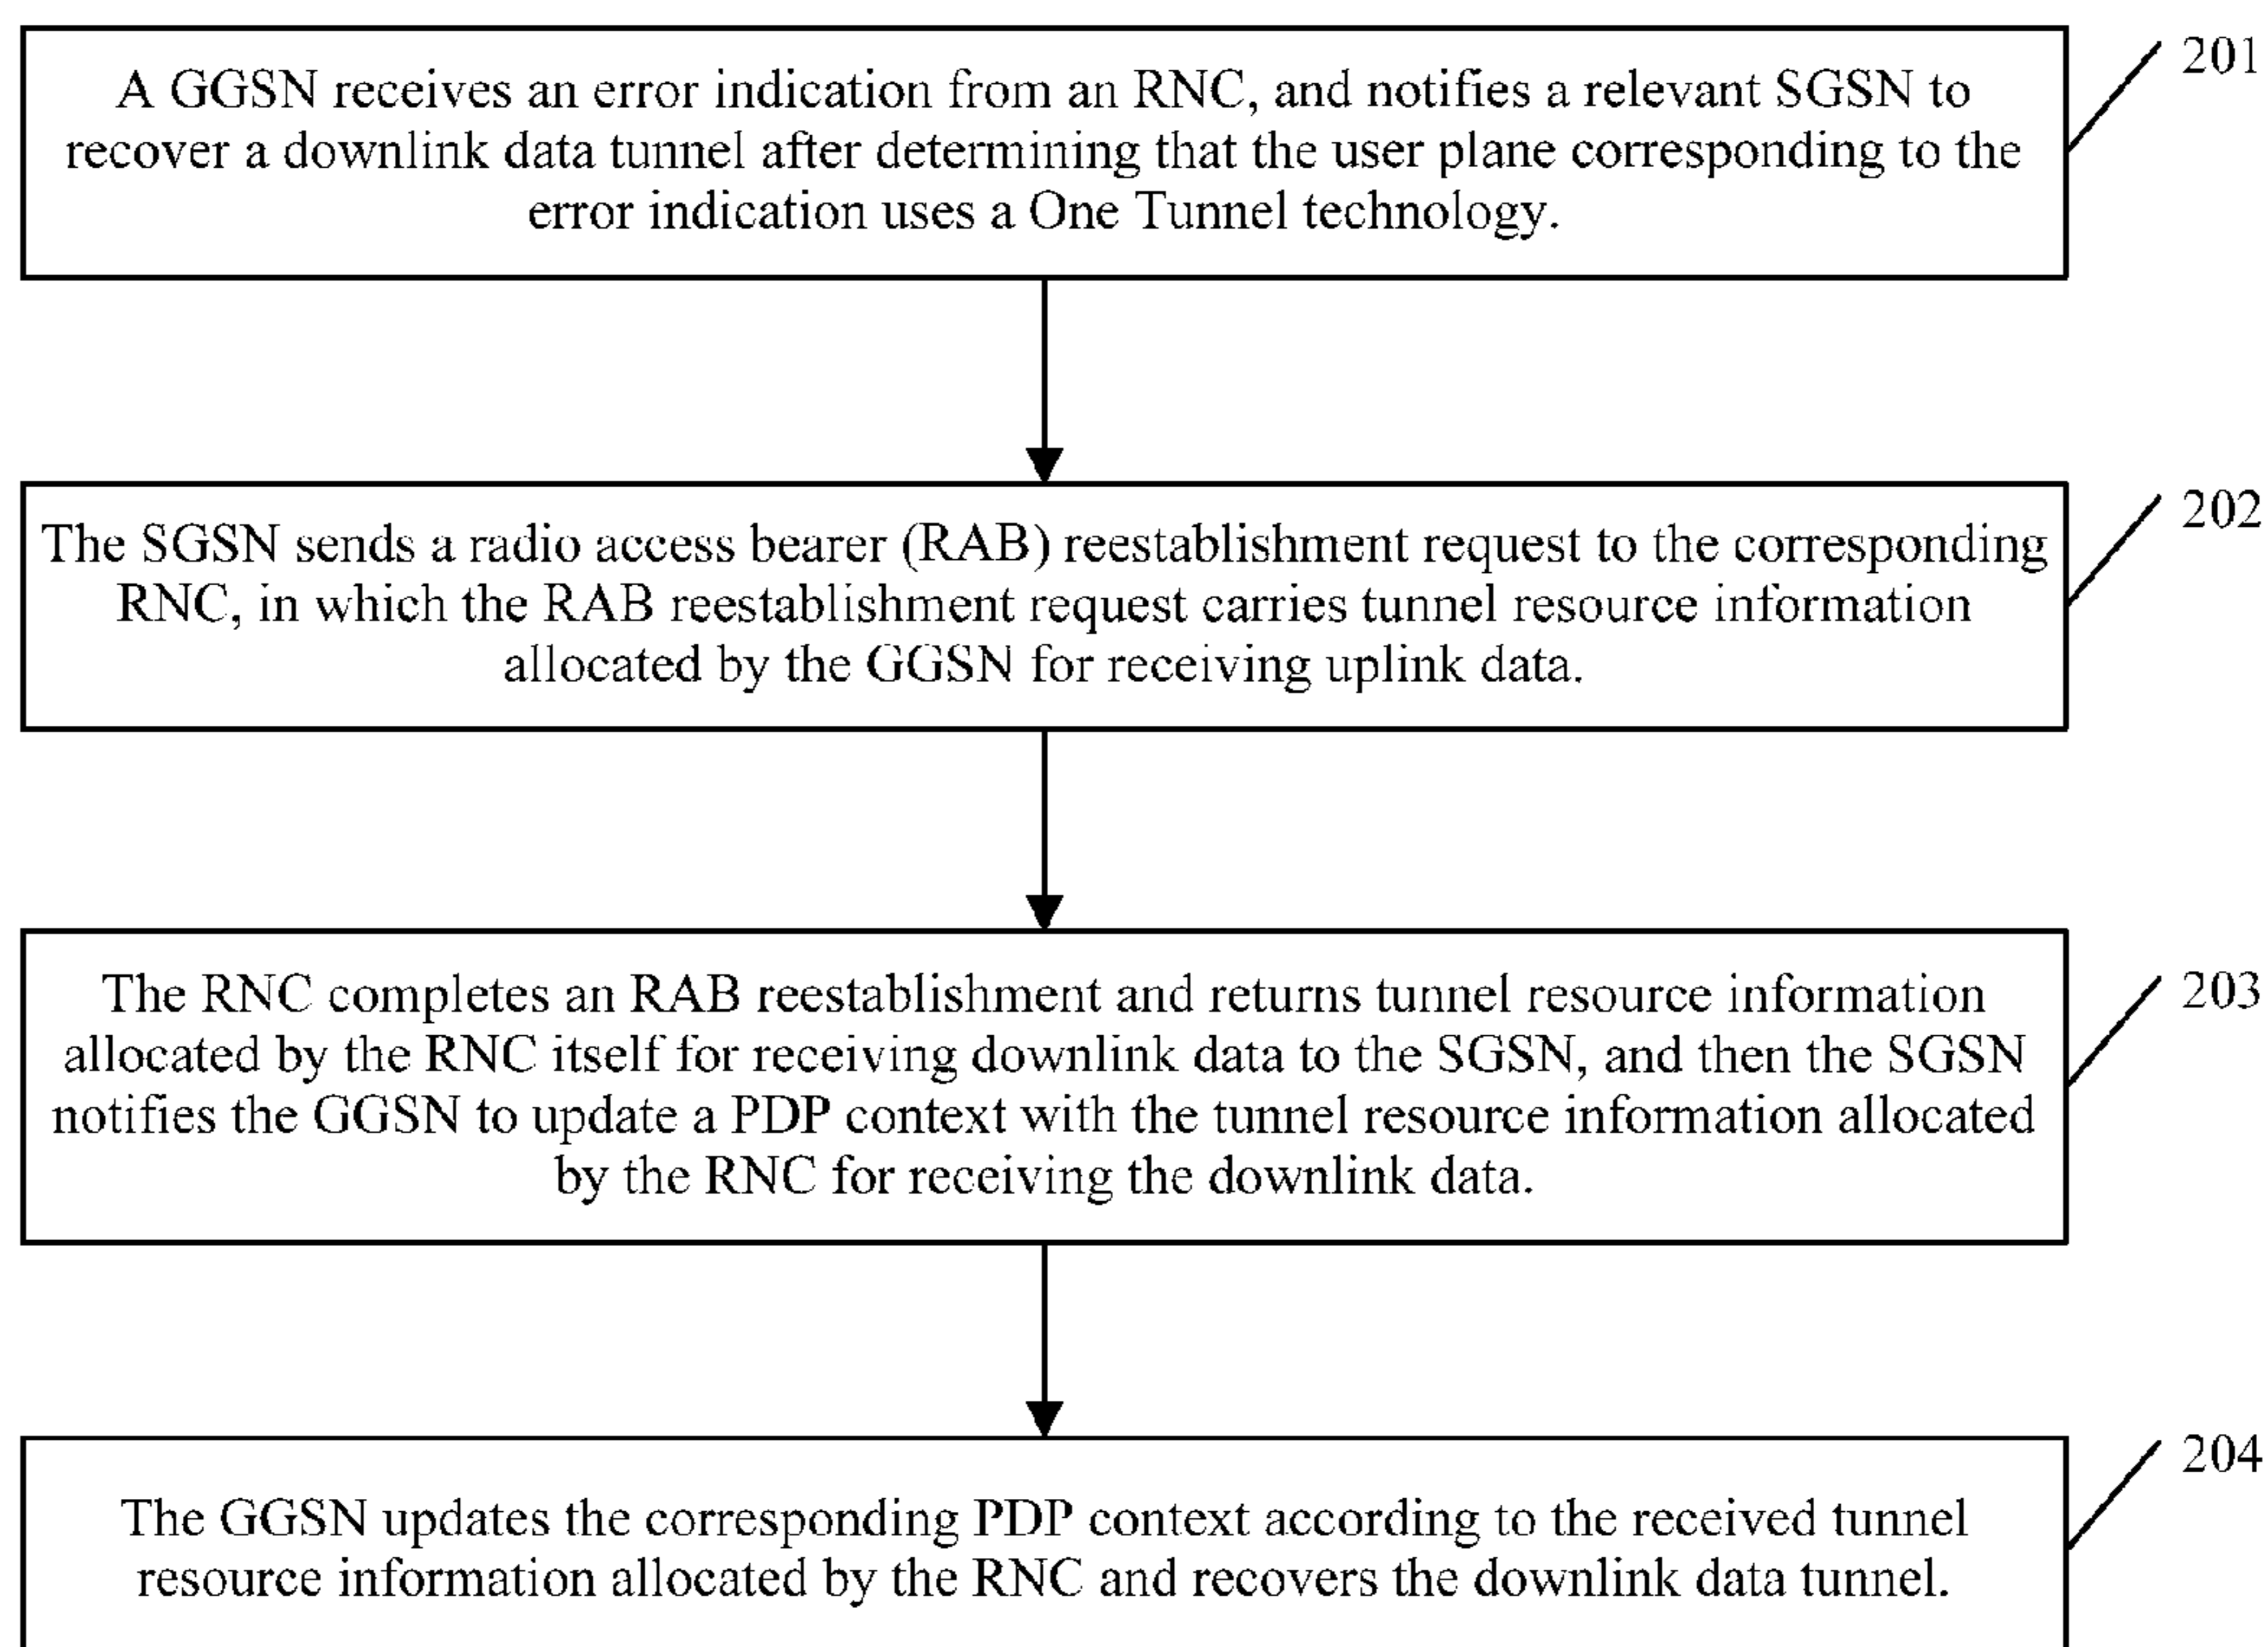 A GGSN receives an error indication from an RNC, and notifies a relevant SGSN to
recover a downlink data tunnel after determining that the user plane corresponding to the
error indication uses a One Tunnel technology.
201
The SGSN sends a radio access bearer (RAB) reestablishment request to the corresponding
RNC, in which the RAB reestablishment request carries tunnel resource information
allocated by the GGSN for receiving uplink data.
202
The RNC completes an RAB reestablishment and returns tunnel resource information
allocated by the RNC itself for receiving downlink data to the SGSN, and then the SGSN
notifies the GGSN to update a PDP context with the tunnel resource information allocated
by the RNC for receiving the downlink data.
203
The GGSN updates the corresponding PDP context according to the received tunnel
resource information allocated by the RNC and recovers the downlink data tunnel.
204